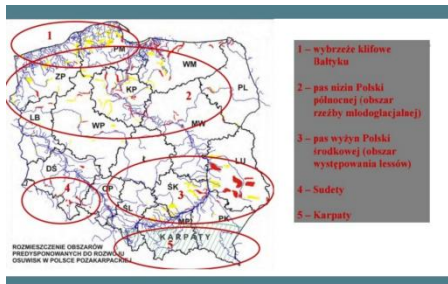 1
PM
WM
ZP
KP
2
PL
LB
WP
MW
Ł
LU
DŚ
4
OP
ŚK
3
ŚL
MP
PK
KARPATY
5
ROZMIESZCZENIE OBSZARÓW
PREDYSPONOWANYCH DO ROZWOJU
OSUWISK W POLSCE POZAKARPACKIEJ
1 – wybrzeże klifowe
Bałtyku
2 – pas nizin Polski
północnej (obszar
rzeźby młodoglacjalnej)
3 – pas wyżyn Polski
środkowej (obszar
występowania lessów)
4 – Sudety
5 – Karpaty